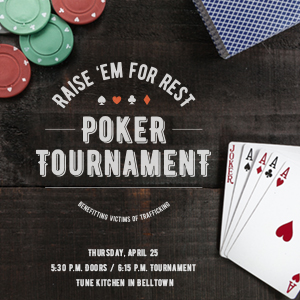 RAISE 'EM FOR REST
POKER
TOURNAMENT
BENEFITTING VICTIMS OF TRAFFICKING
THURSDAY, APRIL 25
5:30 P.M. DOORS / 6:15 P.M. TOURNAMENT
TUNE KITCHEN IN BELLTOWN
JOKER
A
A
A
A